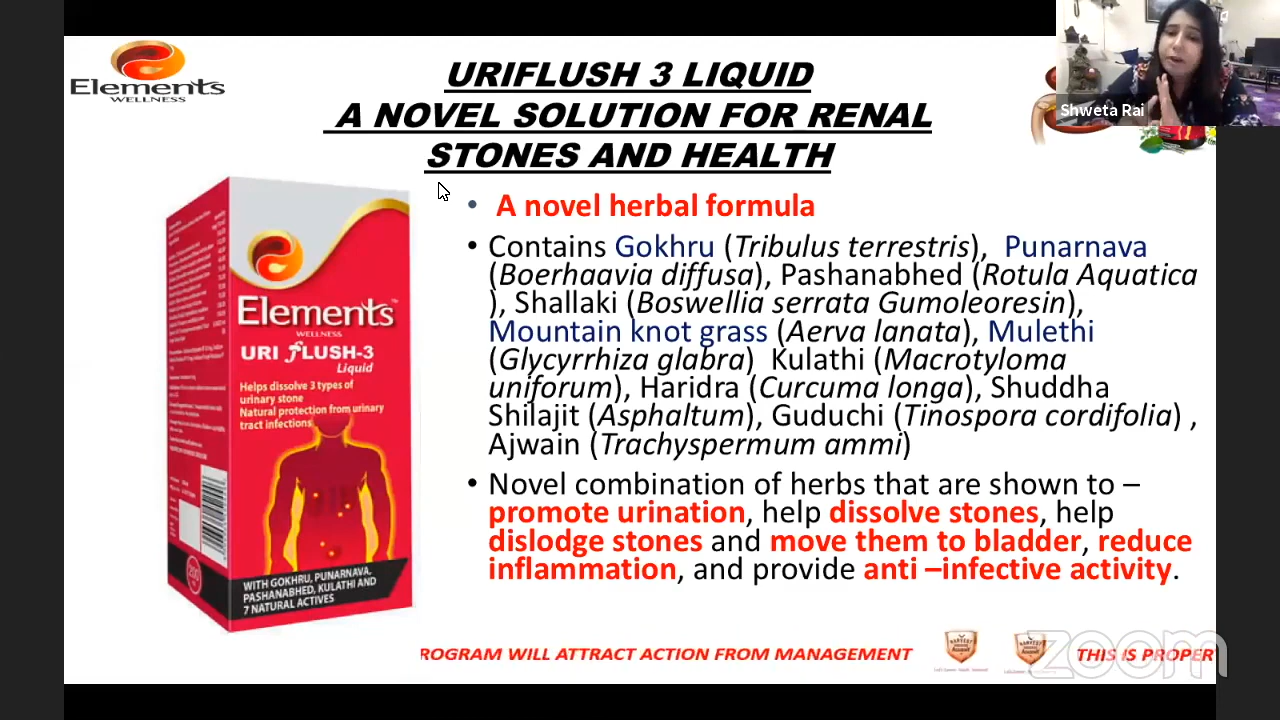 Elements
WELLNESS
URIFLUSH 3 LIQUID
A NOVEL SOLUTION FOR RENAL
STONES AND HEALTH
Shweta Rai
• A novel herbal formula
• Contains Gokhru (Tribulus terrestris), Punarnava
(Boerhaavia diffusa), Pashanabhed (Rotula Aquatica
), Shallaki (Boswellia serrata Gumoleoresin),
Mountain knot grass (Aerva lanata), Mulethi
(Glycyrrhiza glabra) Kulathi (Macrotyloma
uniforum), Haridra (Curcuma longa), Shuddha
Shilajit (Asphaltum), Guduchi (Tinospora cordifolia) ,
Ajwain (Trachyspermum ammi)
• Novel combination of herbs that are shown to –
promote urination, help dissolve stones, help
dislodge stones and move them to bladder, reduce
inflammation, and provide anti –infective activity.
Elements
WELLNESS
URI FLUSH-3
Liquid
Helps dissolve 3 types of
urinary stone
Natural protection from urinary
tract infections
WITH GOKHRU, PUNARNAVA,
PASHANABHED, KULATHI AND
7 NATURAL ACTIVES
ROGRAM WILL ATTRACT ACTION FROM MANAGEMENT
THIS IS PROPER
zoom